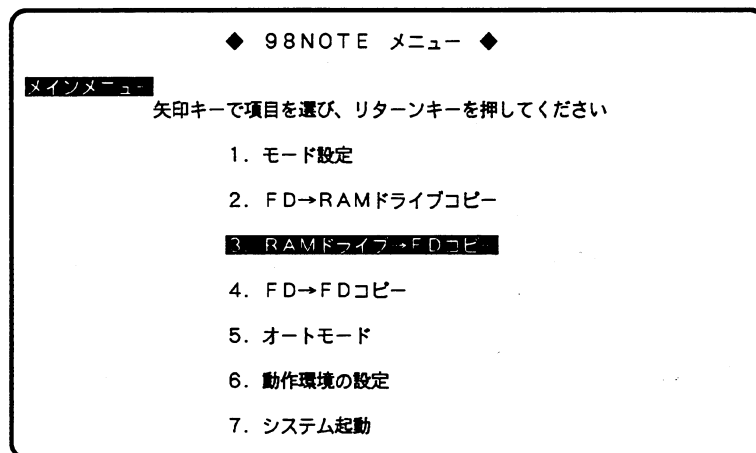 ◆ 98NOTE メニュー ◆
メインメニュー
矢印キーで項目を選び、リターンキーを押してください
1. モード設定
2. FD→RAMドライブコピー
3. RAMドライブ→FDコピー
4. FD→FDコピー
5. オートモード
6. 動作環境の設定
7. システム起動